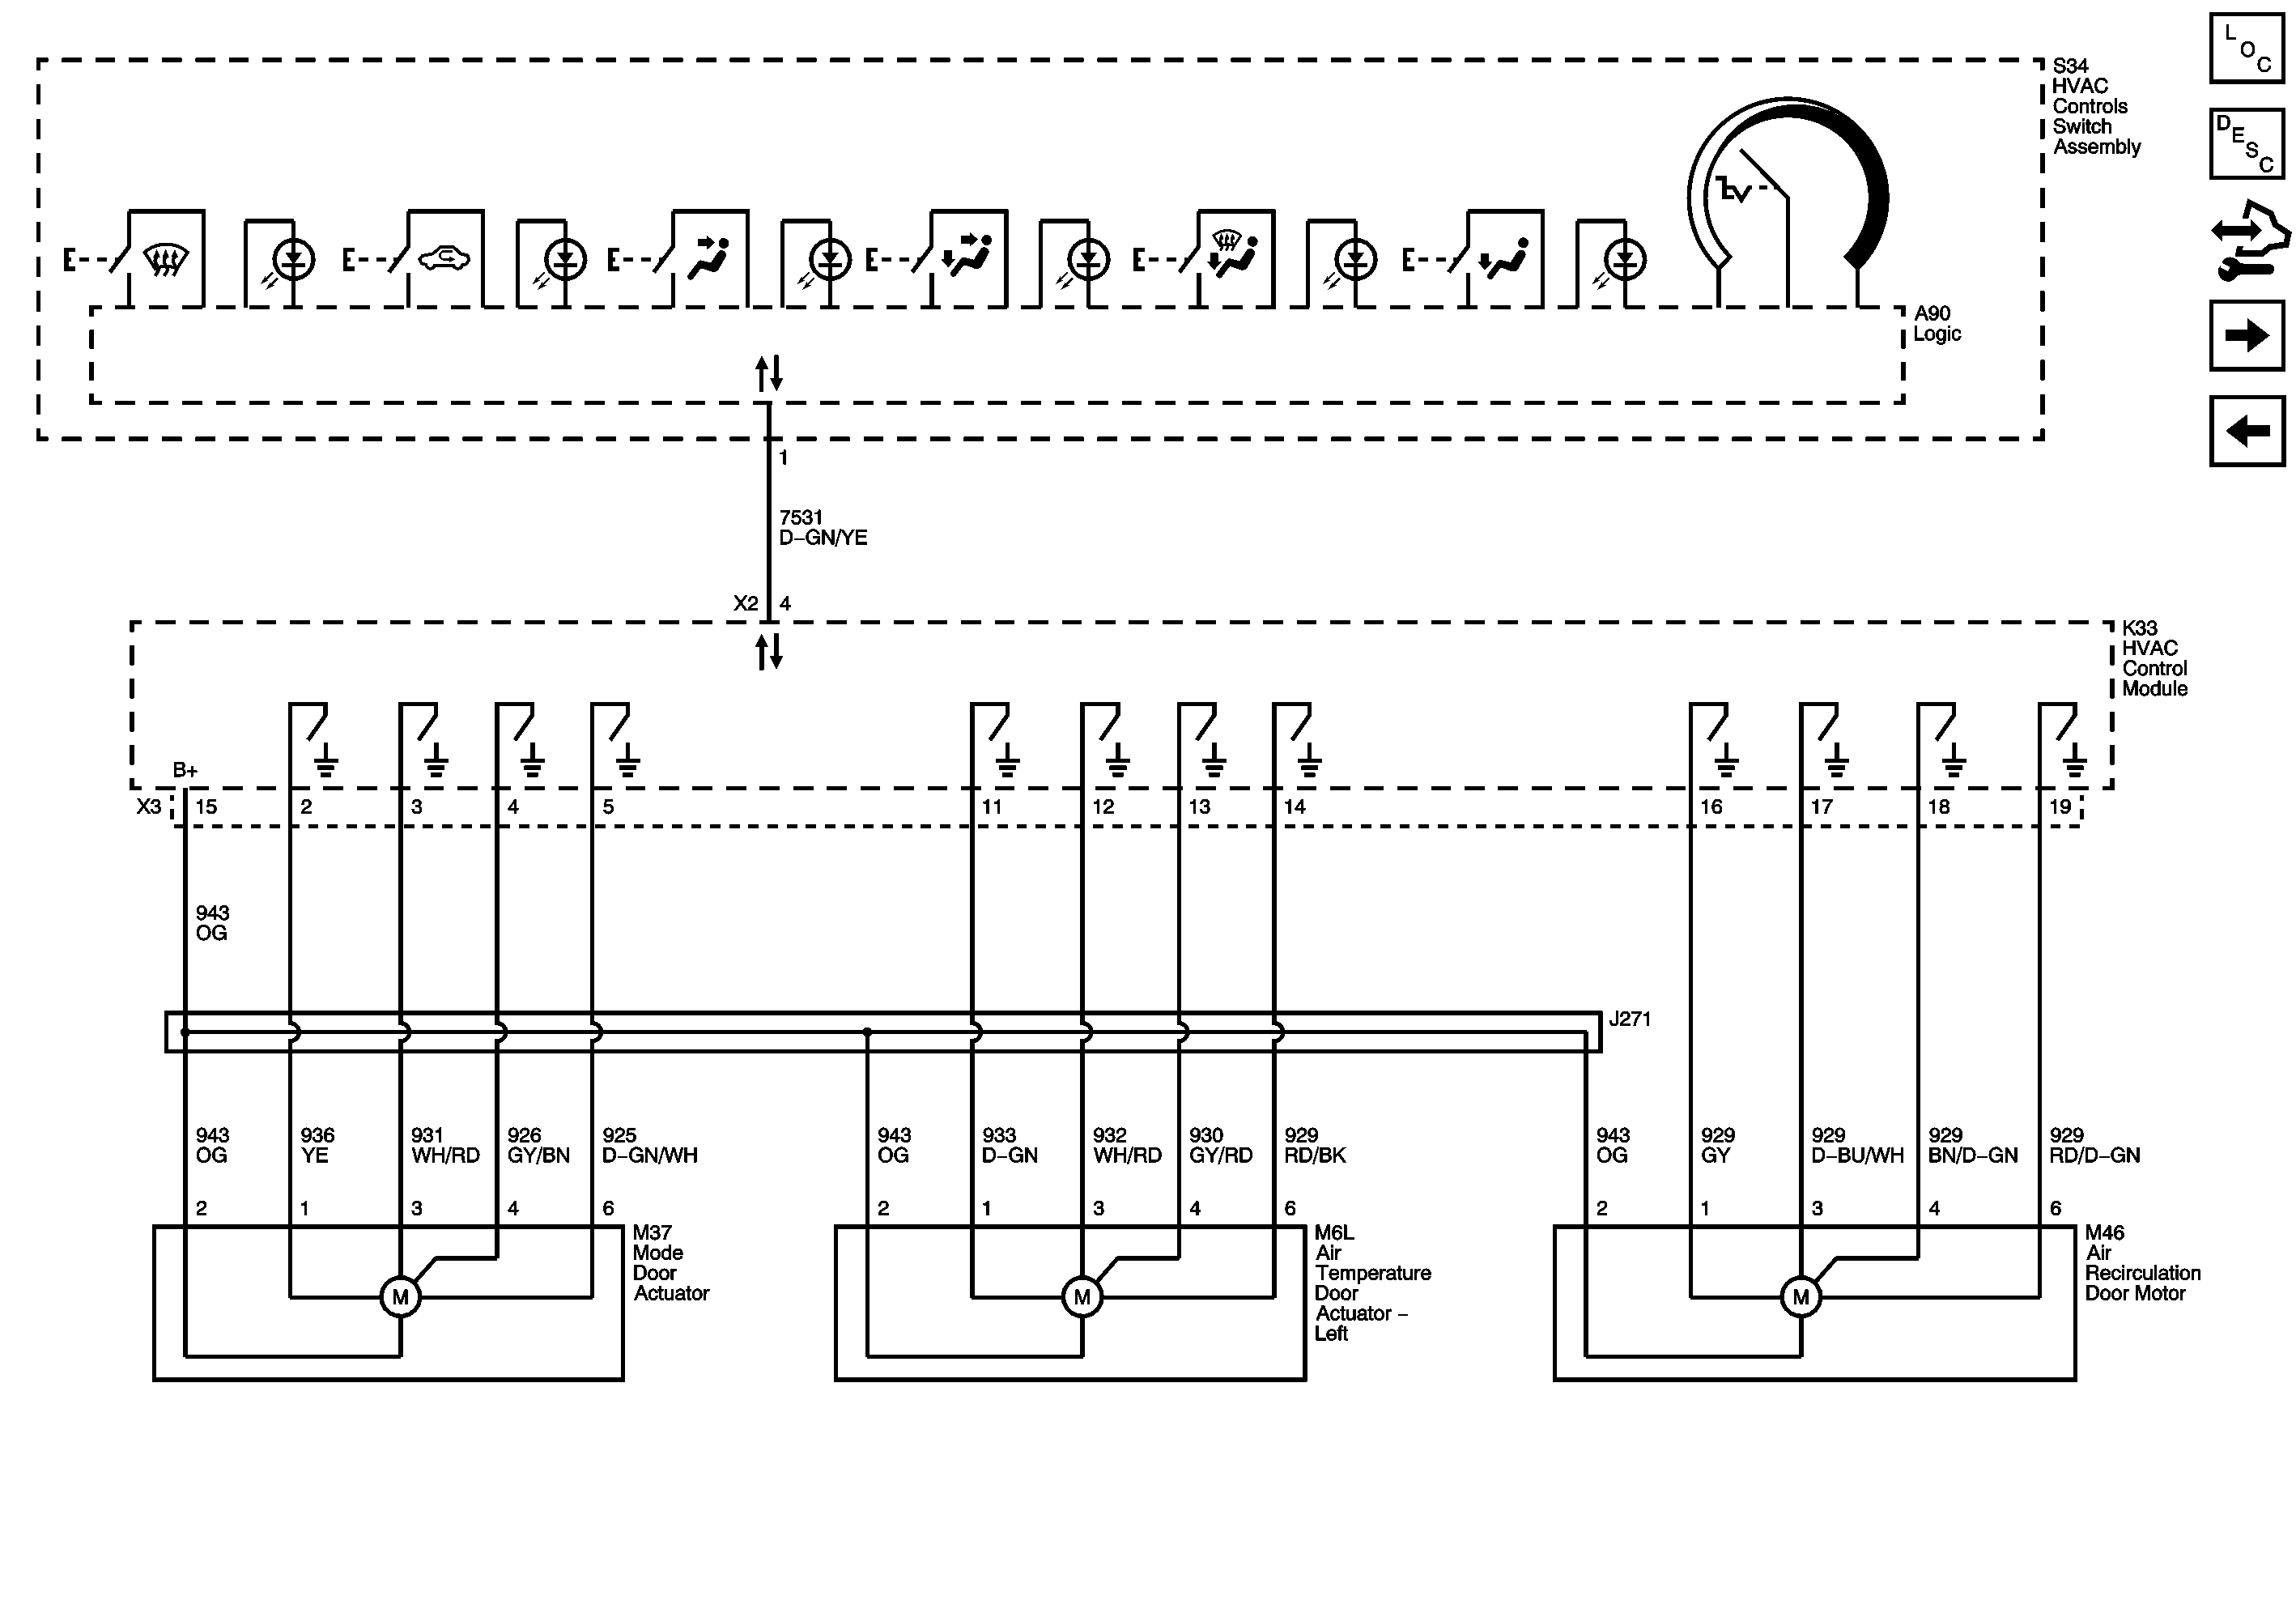 L
O
C
S34
HVAC
Controls
Switch
Assembly
D
E
S
C
E
E
E
E
E
E
A90
Logic
1
7531
D-GN/YE
X2 4
K33
HVAC
Control
Module
B+
X3 15 2 3 4 5 11 12 13 14 16 17 18 19
943
OG
J271
943 936 931 926 925 943 933 932 930 929 943 929 929 929 929
OG YE WH/RD GY/BN D-GN/WH OG D-GN WH/RD GY/RD RD/BK OG GY D-BU/WH BN/D-GN RD/D-GN
2 1 3 4 6 2 1 3 4 6 2 1 3 4 6
M37
Mode
Door
Actuator
M
M6L
Air
Temperature
Door
Actuator -
Left
M
M46
Air
Recirculation
Door Motor
M